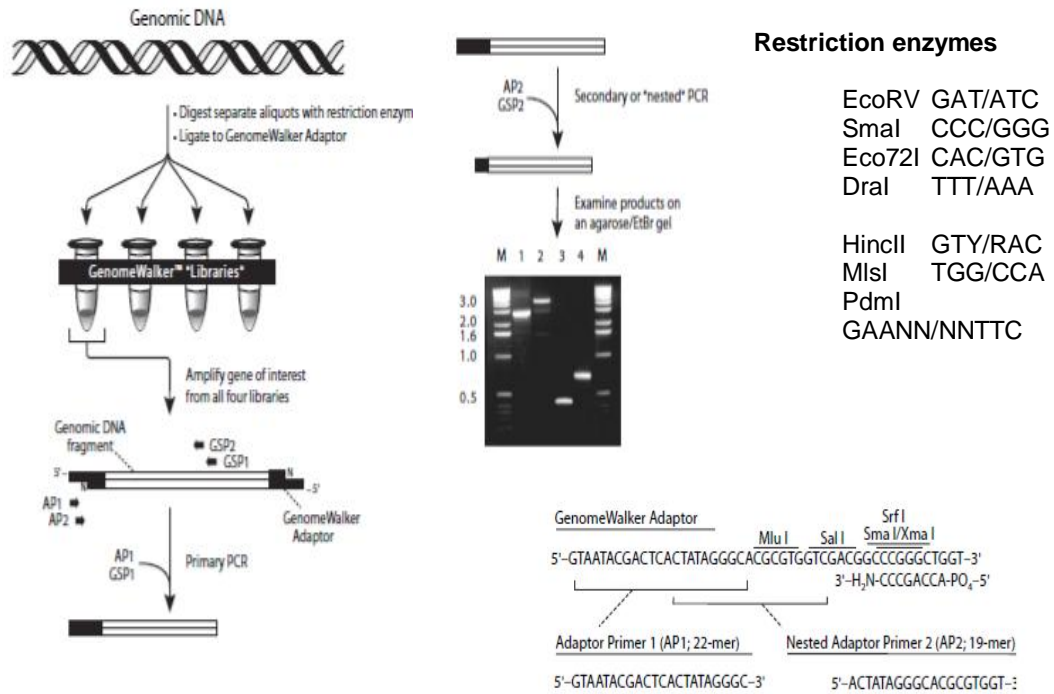 Genomic DNA
• Digest separate aliquots with restriction enzym
• Ligate to GenomeWalker Adaptor
GenomeWalker™ "Libraries"
Amplify gene of interest
from all four libraries
Genomic DNA
fragment
GSP2
GSP1
5'–
N
N
–5'
AP1
AP2
GenomeWalker
Adaptor
AP1
GSP1
Primary PCR
AP2
GSP2
Secondary or "nested" PCR
Examine products on
an agarose/EtBr gel
M 1 2 3 4 M
3.0
2.0
1.6
1.0
0.5
Restriction enzymes
EcoRV GAT/ATC
SmaI CCC/GGG
Eco72I CAC/GTG
DraI TTT/AAA
HincII GTY/RAC
MlsI TGG/CCA
PdmI
GAANN/NNTTC
GenomeWalker Adaptor
Srf I
Mlu I Sal I Sma I/Xma I
5'–GTAATACGACTCACTATAGGGCACGCGTGGTCGACGGCCCGGGCTGGT–3'
3'–H2N-CCCGACCA-PO4–5'
Adaptor Primer 1 (AP1; 22-mer) Nested Adaptor Primer 2 (AP2; 19-mer)
5'–GTAATACGACTCACTATAGGGC–3' 5'–ACTATAGGGCACGCGTGGT–3